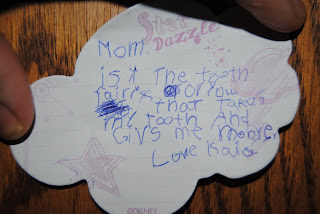 Star
Dazzle
Mom.
is it The tooth
fairy or you
that Takes
my tooth And
Givs me monye.
Love Kaia
©DISNEY